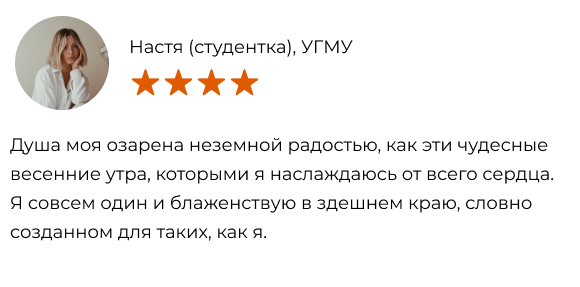 Настя (студентка), УГМУ
Душа моя озарена неземной радостью, как эти чудесные
весенние утра, которыми я наслаждаюсь от всего сердца.
Я совсем один и блаженствую в здешнем краю, словно
созданном для таких, как я.